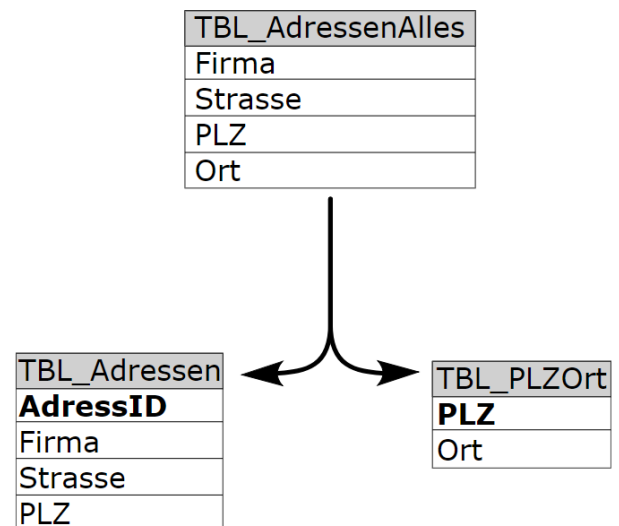 TBL_AdressenAlles
Firma
Strasse
PLZ
Ort
TBL_Adressen
AdressID
Firma
Strasse
PLZ
TBL_PLZOrt
PLZ
Ort